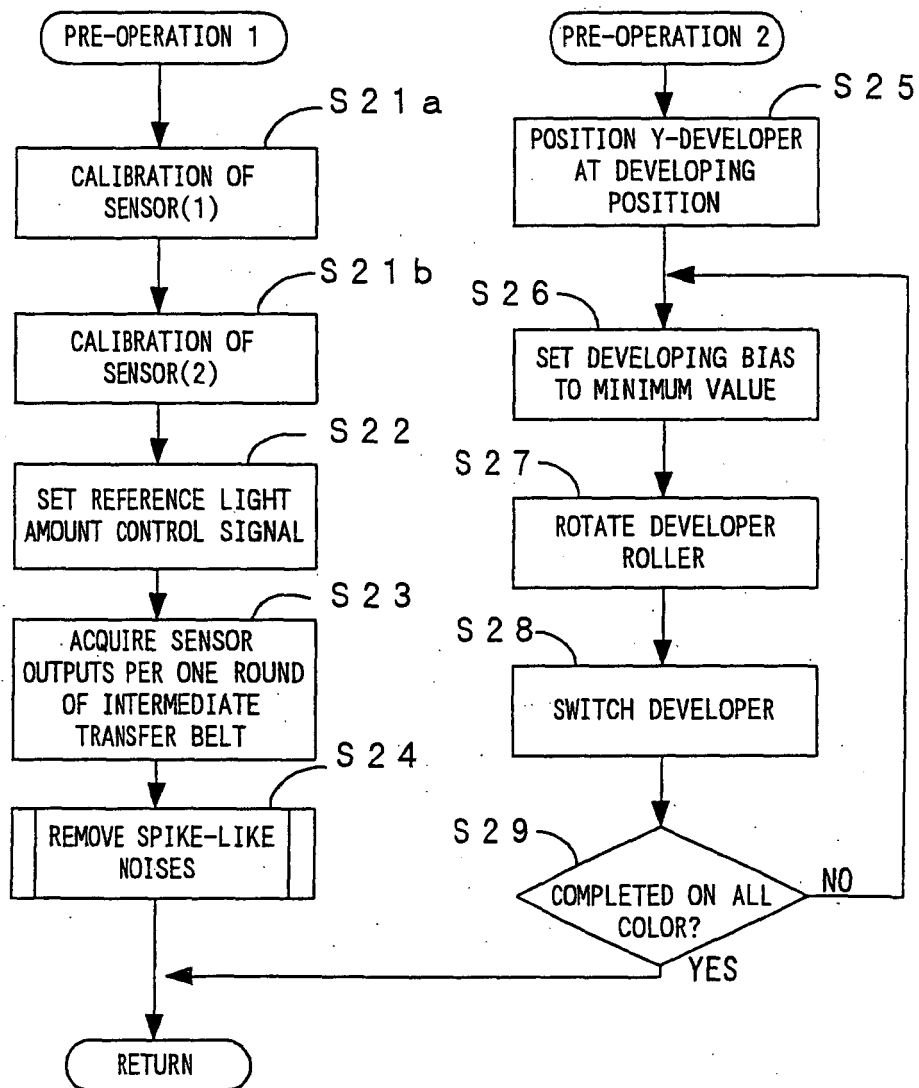 PRE-OPERATION 1
S21a
CALIBRATION OF
SENSOR(1)
S21b
CALIBRATION OF
SENSOR(2)
S22
SET REFERENCE LIGHT
AMOUNT CONTROL SIGNAL
S23
ACQUIRE SENSOR
OUTPUTS PER ONE ROUND
OF INTERMEDIATE
TRANSFER BELT
S24
REMOVE SPIKE-LIKE
NOISES
RETURN
PRE-OPERATION 2
S25
POSITION Y-DEVELOPER
AT DEVELOPING
POSITION
S26
SET DEVELOPING BIAS
TO MINIMUM VALUE
S27
ROTATE DEVELOPER
ROLLER
S28
SWITCH DEVELOPER
S29
COMPLETED ON ALL
COLOR?
NO
YES